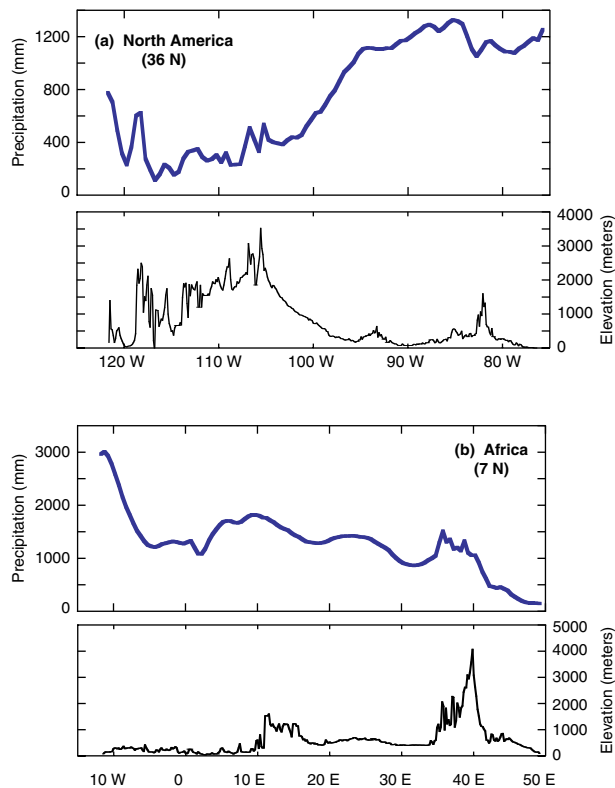 (a) North America
(36 N)
Precipitation (mm)
1200
800
400
0
4000
3000
2000
1000
0
Elevation (meters)
120 W 110 W 100 W 90 W 80 W
(b) Africa
(7 N)
Precipitation (mm)
3000
2000
1000
0
5000
4000
3000
2000
1000
0
Elevation (meters)
10 W 0 10 E 20 E 30 E 40 E 50 E